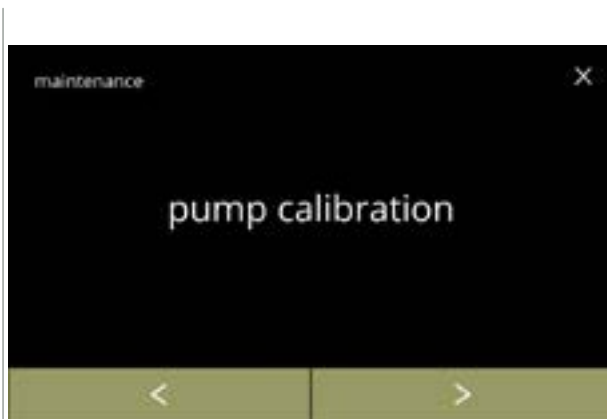 maintenance
×
pump calibration
< >